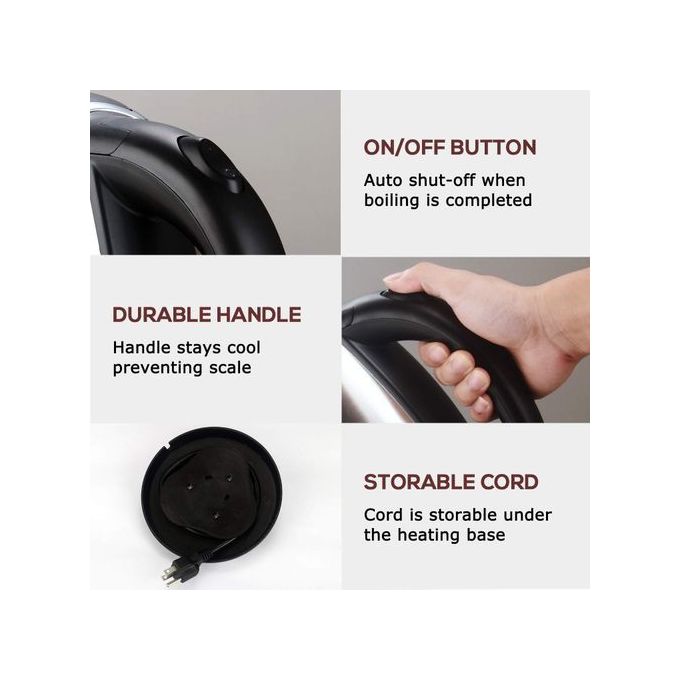 ON/OFF BUTTON
Auto shut-off when
boiling is completed
DURABLE HANDLE
Handle stays cool
preventing scale
STORABLE CORD
Cord is storable under
the heating base